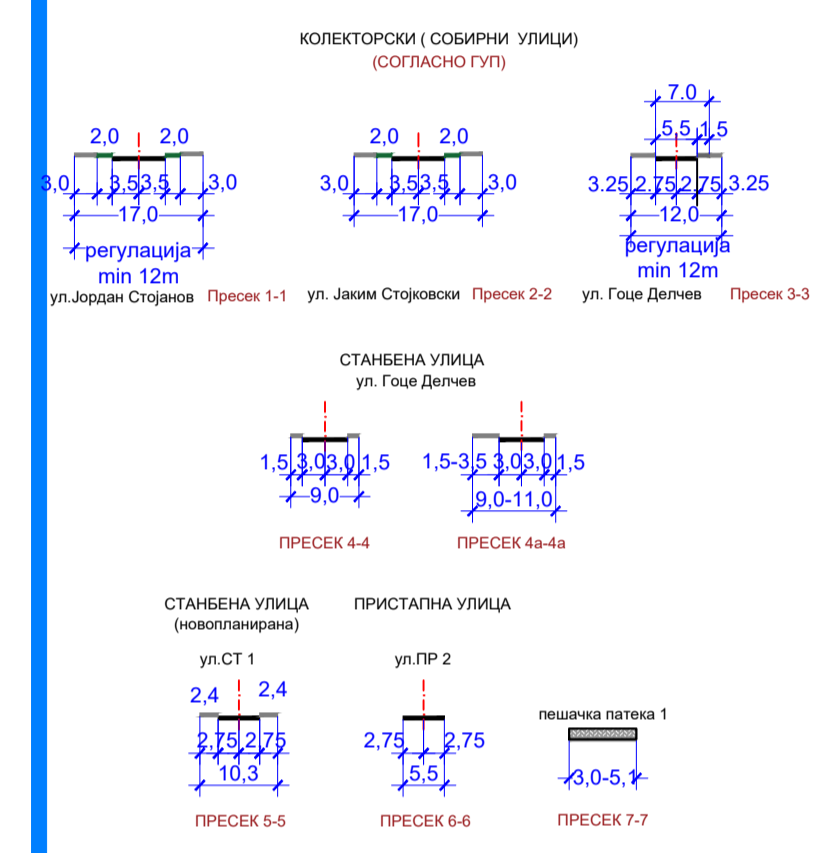 КОЛЕКТОРСКИ ( СОБИРНИ УЛИЦИ)
(СОГЛАСНО ГУП)
2,0 2,0
3,0 3,5 3,5 3,0
17,0
регулација
min 12m
ул.Јордан Стојанов Пресек 1-1
2,0 2,0
3,0 3,5 3,5 3,0
17,0
ул. Јаким Стојковски Пресек 2-2
7.0
5,5 1,5
3.25 2.75 2,75 3.25
12,0
регулација
min 12m
ул. Гоце Делчев Пресек 3-3
СТАНБЕНА УЛИЦА
ул. Гоце Делчев
1,5 3,0 3,0 1,5
9,0
ПРЕСЕК 4-4
1,5-3,5 3,0 3,0 1,5
9,0-11,0
ПРЕСЕК 4а-4а
СТАНБЕНА УЛИЦА
(новопланирана)
ул.СТ 1
2,4 2,4
2,75 2,75
10,3
ПРЕСЕК 5-5
ПРИСТАПНА УЛИЦА
ул.ПР 2
2,75 2,75
5,5
ПРЕСЕК 6-6
пешачка патека 1
3,0-5,1
ПРЕСЕК 7-7